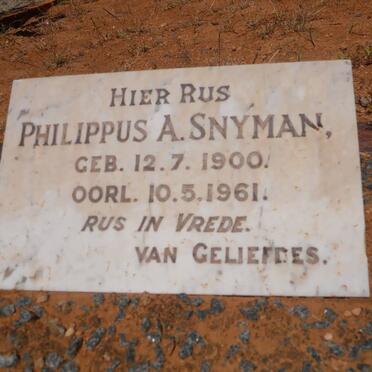 HIER RUS
PHILIPPUS A. SNYMAN,
GEB. 12.7.1900.
OORL. 10.5.1961.
RUS IN VREDE.
VAN GELIEFDES.